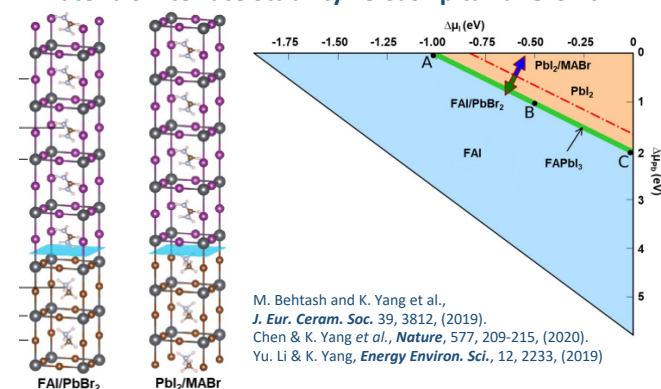 Δμ_I (eV)
-1.75 -1.25 -1.00 -0.75 -0.50 -0.25 0
0
A
PbI₂/MABr
PbI₂
FAI/PbBr₂
1
B
FAI
FAPbI₃
2
C
Δμ_Pb (eV)
3
4
5
M. Behtash and K. Yang et al.,
J. Eur. Ceram. Soc. 39, 3812, (2019).
Chen & K. Yang et al., Nature, 577, 209-215, (2020).
Yu. Li & K. Yang, Energy Environ. Sci., 12, 2233, (2019)
FAI/PbBr₂ PbI₂/MABr